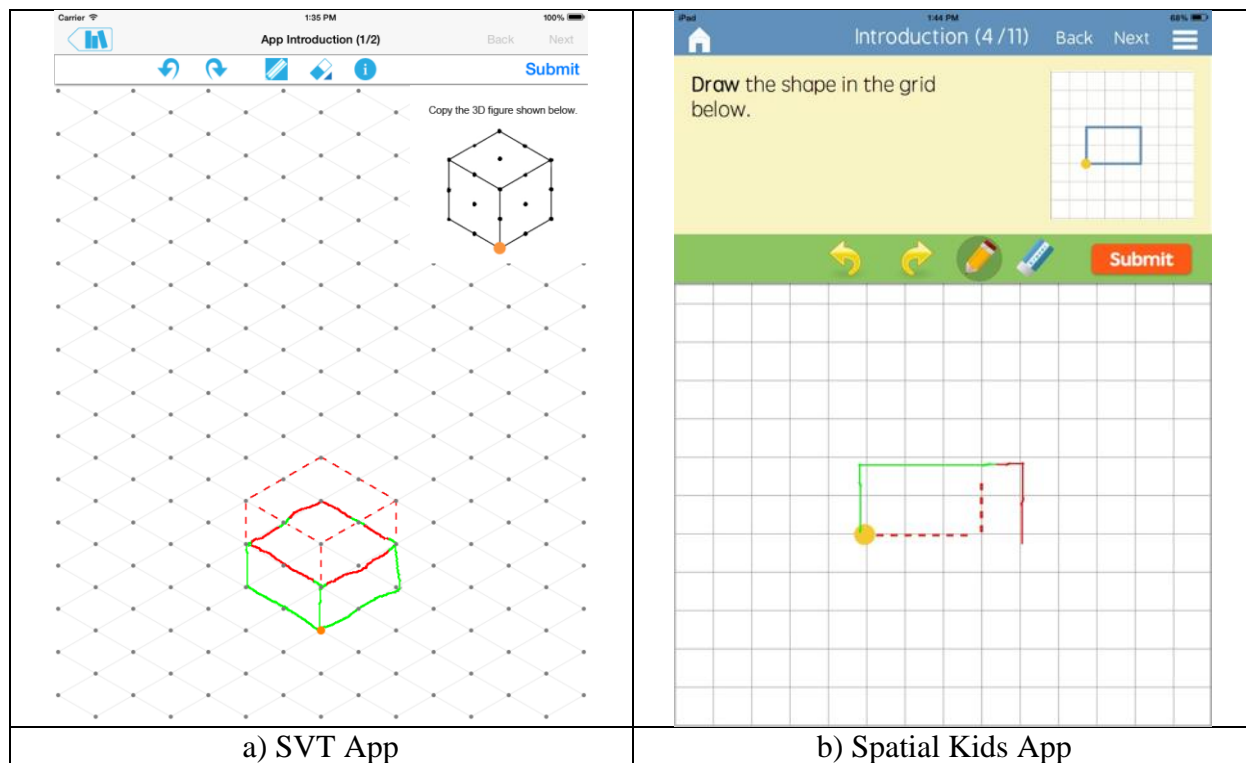 Carrier 1:35 PM 100%
App Introduction (1/2) Back Next
Submit
Copy the 3D figure shown below.
a) SVT App
iPad 1:44 PM 68%
Introduction (4/11) Back Next
Draw the shape in the grid
below.
Submit
b) Spatial Kids App